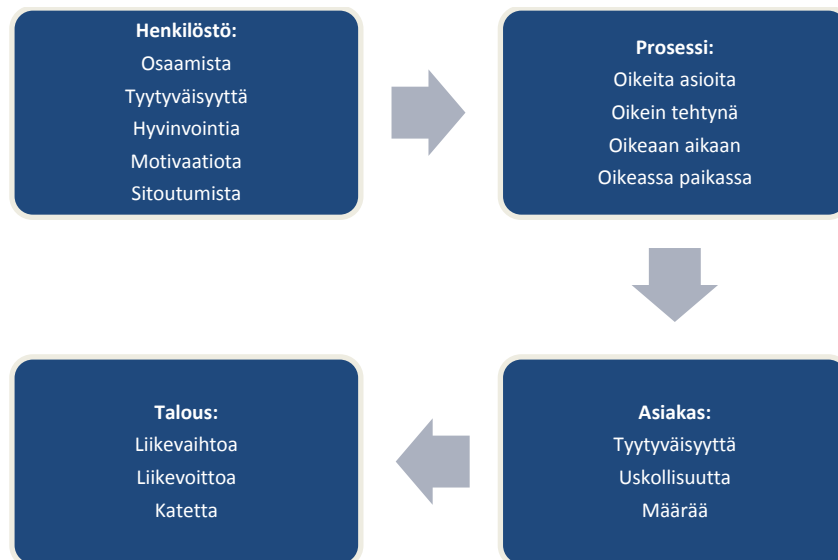 Henkilöstö:
Osaamista
Tyytyväisyyttä
Hyvinvointia
Motivaatiota
Sitoutumista
Prosessi:
Oikeita asioita
Oikein tehtynä
Oikeaan aikaan
Oikeassa paikassa
Talous:
Liikevaihtoa
Liikevoittoa
Katetta
Asiakas:
Tyytyväisyyttä
Uskollisuutta
Määrää